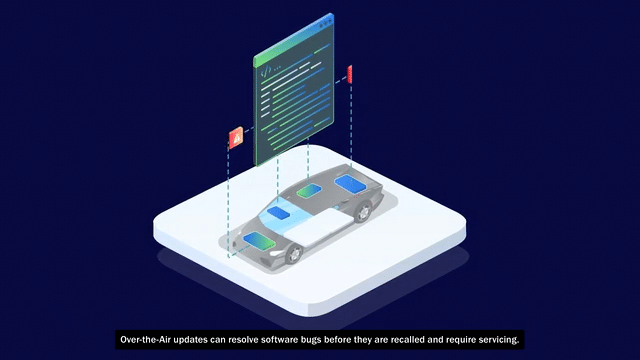 </>
Over-the-Air updates can resolve software bugs before they are recalled and require servicing.